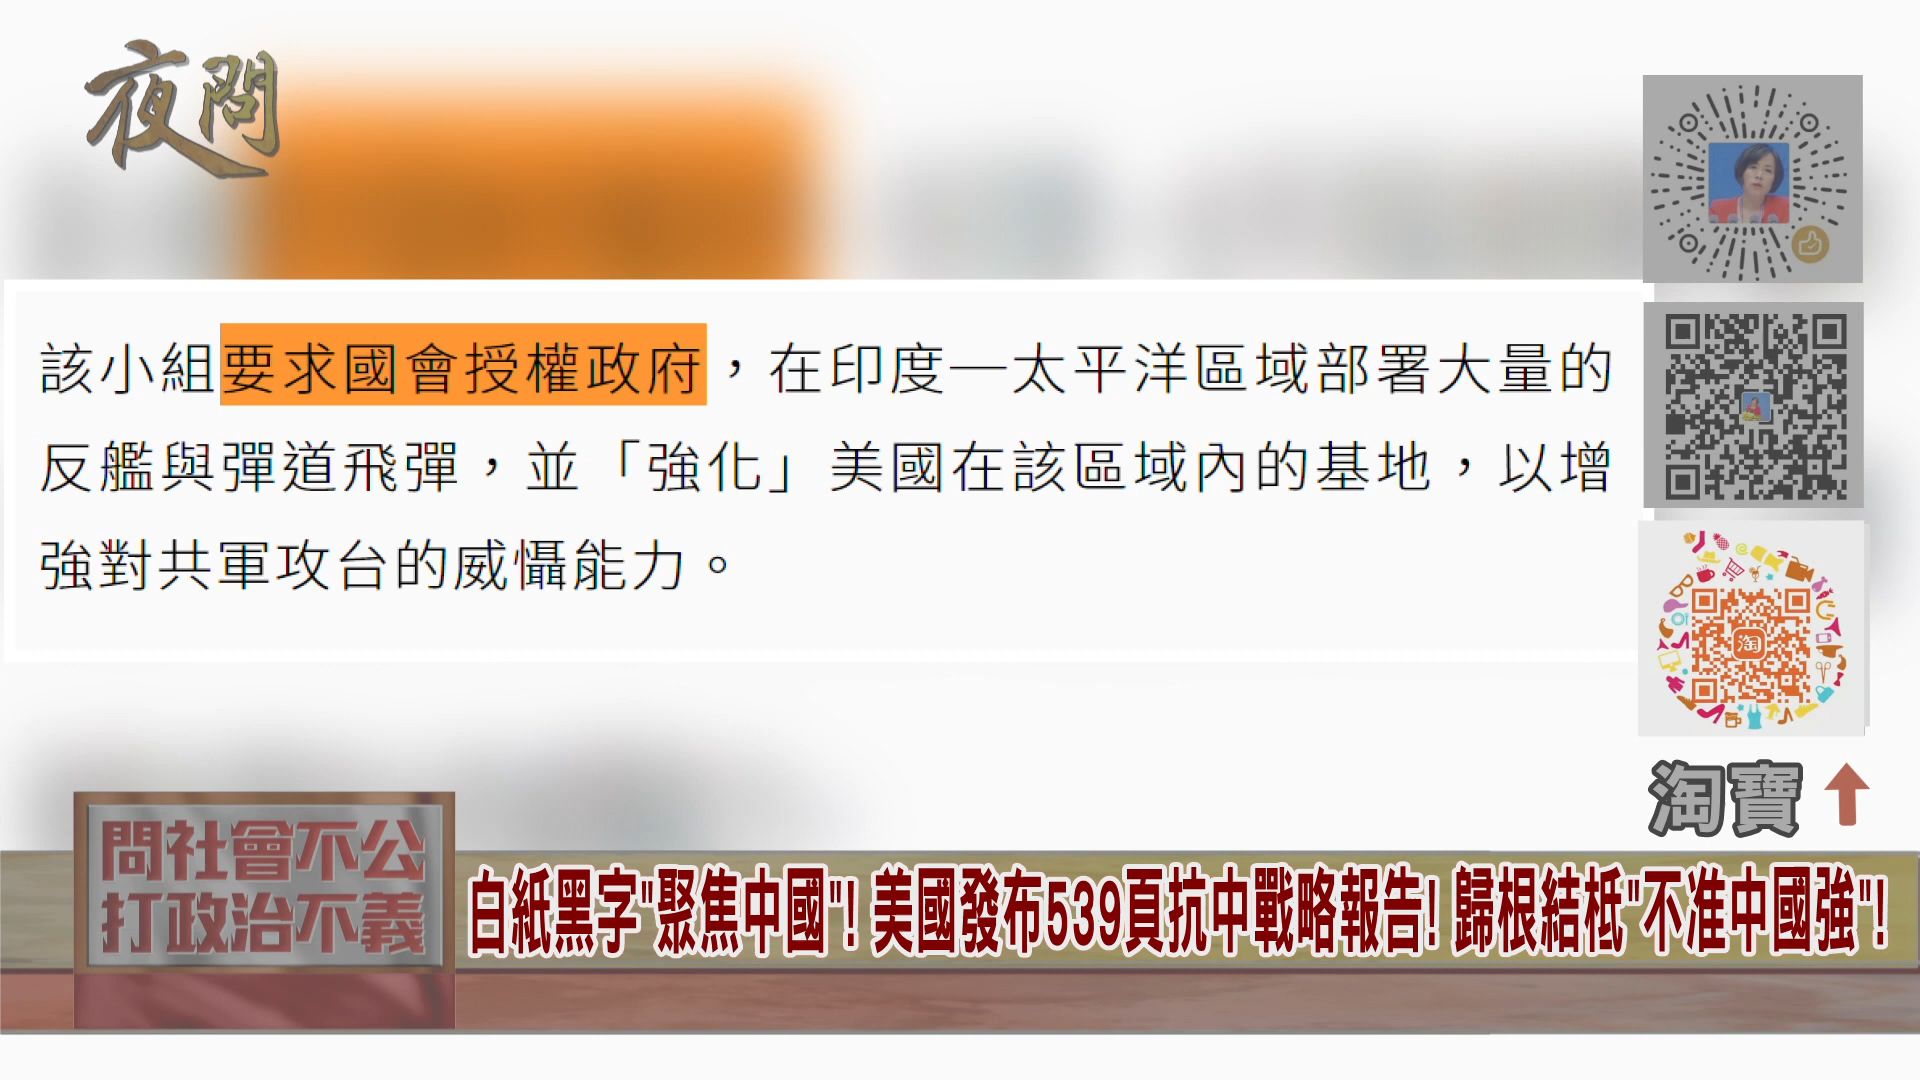 夜問
該小組要求國會授權政府，在印度—太平洋區域部署大量的
反艦與彈道飛彈，並「強化」美國在該區域內的基地，以增
強對共軍攻台的威懾能力。
淘
淘寶
問社會不公
打政治不義
白紙黑字"聚焦中國"! 美國發布539頁抗中戰略報告! 歸根結柢"不准中國強"!